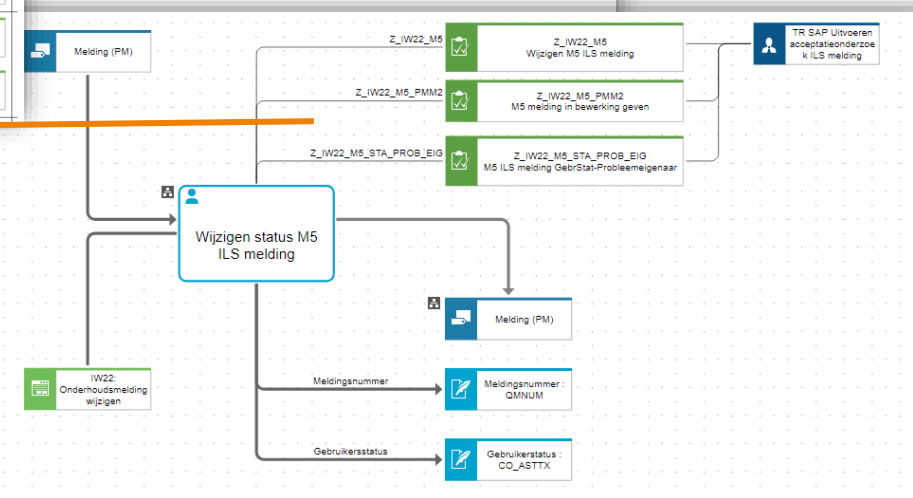 Melding (PM)
Z_IW22_M5
Z_IW22_M5
Wijzigen M5 ILS melding
TR SAP Uitvoeren
acceptatieonderzoe
k ILS melding
Z_IW22_M5_PMM2
Z_IW22_M5_PMM2
M5 melding in bewerking geven
Z_IW22_M5_STA_PROB_EIG
Z_IW22_M5_STA_PROB_EIG
M5 ILS melding GebrStat-Probleemeigenaar
Wijzigen status M5
ILS melding
Melding (PM)
IW22:
Onderhoudsmelding
wijzigen
Meldingsnummer
Meldingsnummer :
QMNUM
Gebruikersstatus
Gebruikerstatus :
CO_ASTTX